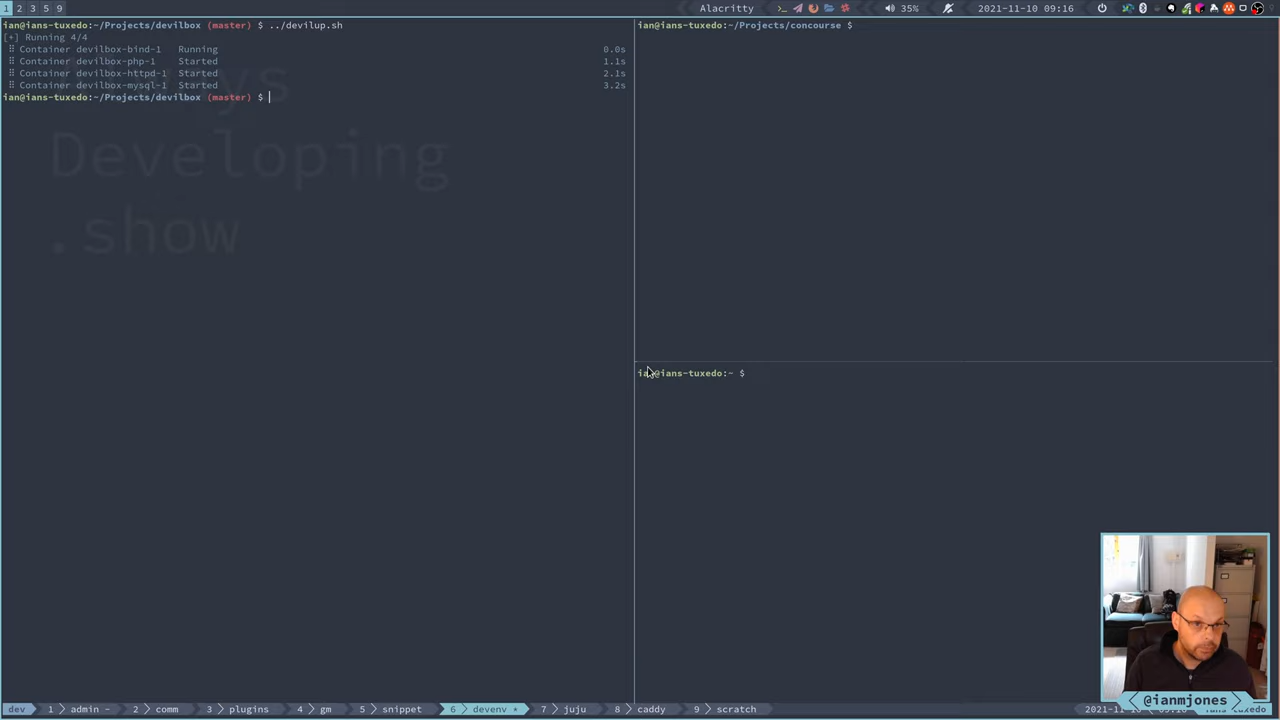 1 2 3 5 9
Alacritty
35%
2021-11-10 09:16
ian@ians-tuxedo:~/Projects/devilbox (master) $ ../devilup.sh
[+] Running 4/4
⠿ Container devilbox-bind-1 Running 0.0s
⠿ Container devilbox-php-1 Started 1.1s
⠿ Container devilbox-httpd-1 Started 2.1s
⠿ Container devilbox-mysql-1 Started 3.2s
ian@ians-tuxedo:~/Projects/devilbox (master) $
ys
Developing
.show
ian@ians-tuxedo:~/Projects/concourse $
ian@ians-tuxedo:~ $
@ianmjones
dev 1 admin - 2 comm 3 plugins 4 gm 5 snippet 6 devenv * 7 juju 8 caddy 9 scratch